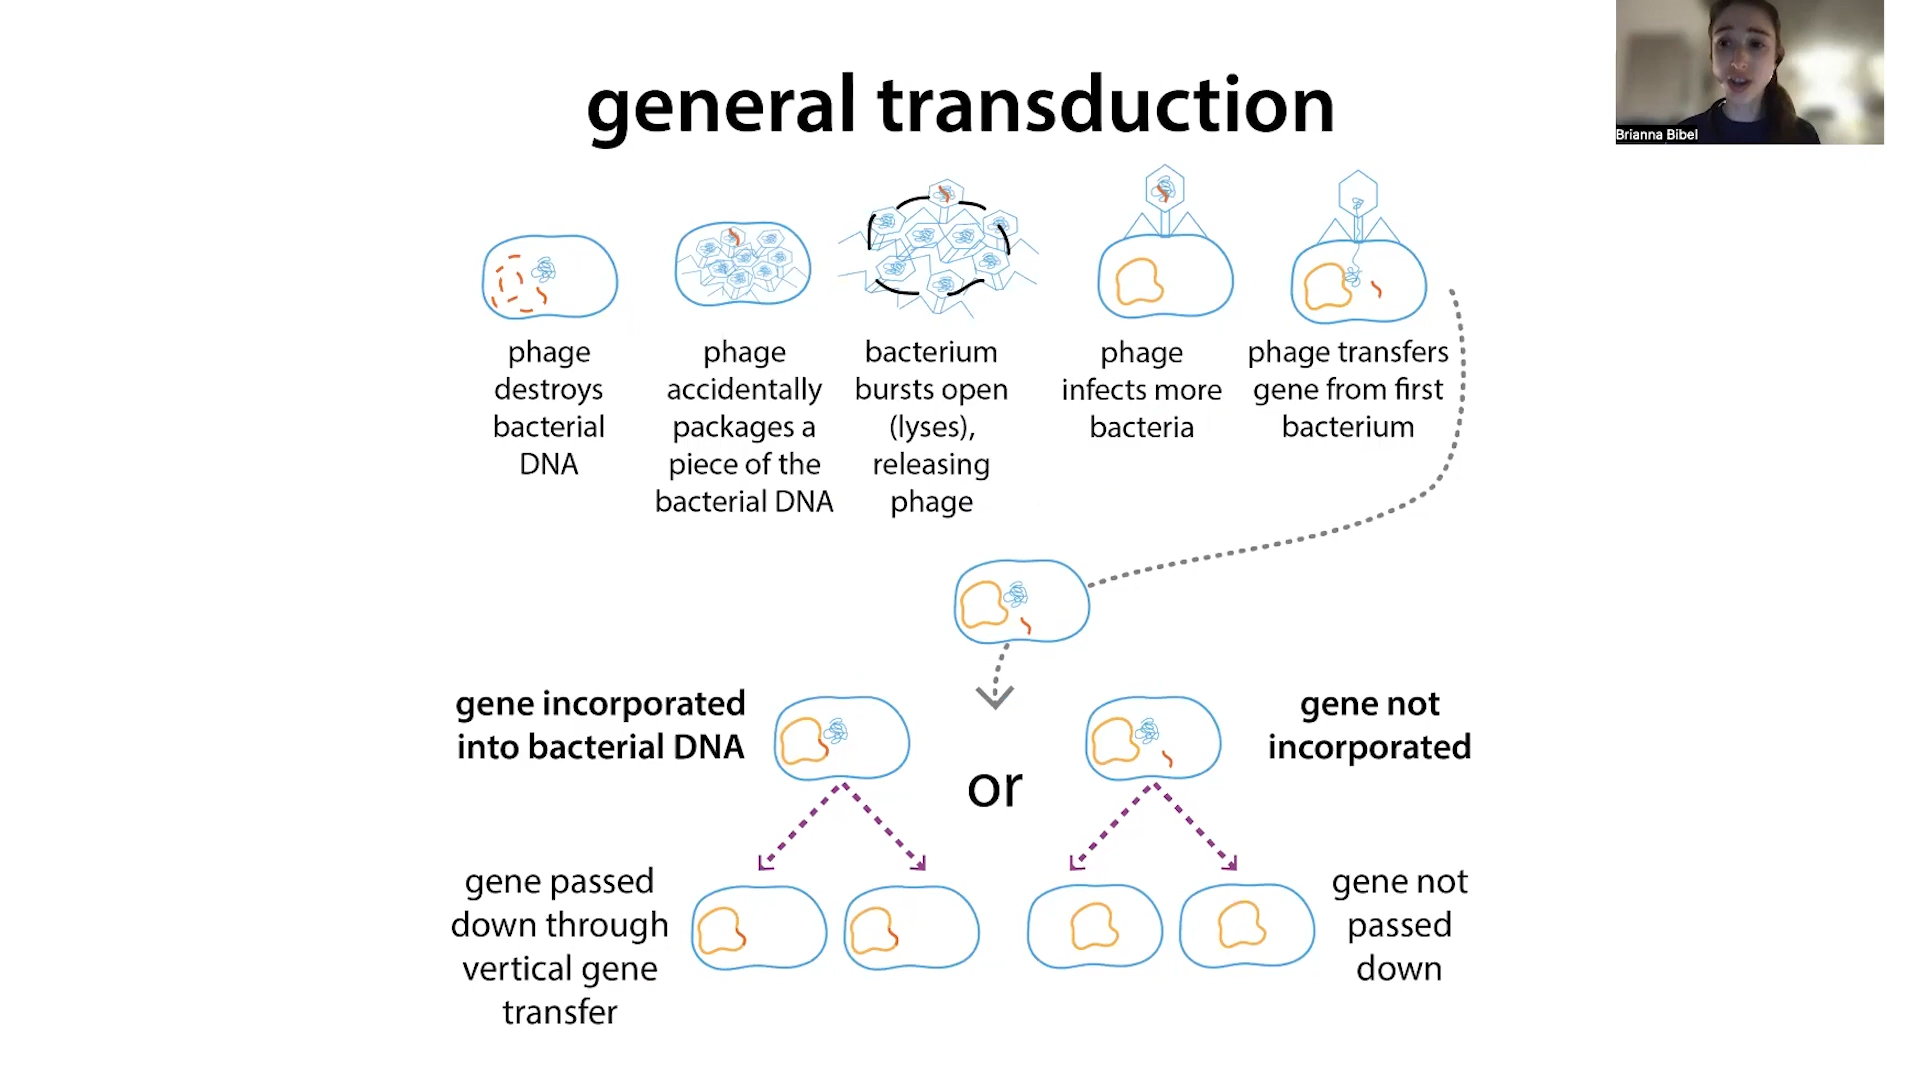 general transduction
Brianna Bibel
phage
destroys
bacterial
DNA
phage
accidentally
packages a
piece of the
bacterial DNA
bacterium
bursts open
(lyses),
releasing
phage
phage
infects more
bacteria
phage transfers
gene from first
bacterium
gene incorporated
into bacterial DNA
or
gene not
incorporated
gene passed
down through
vertical gene
transfer
gene not
passed
down